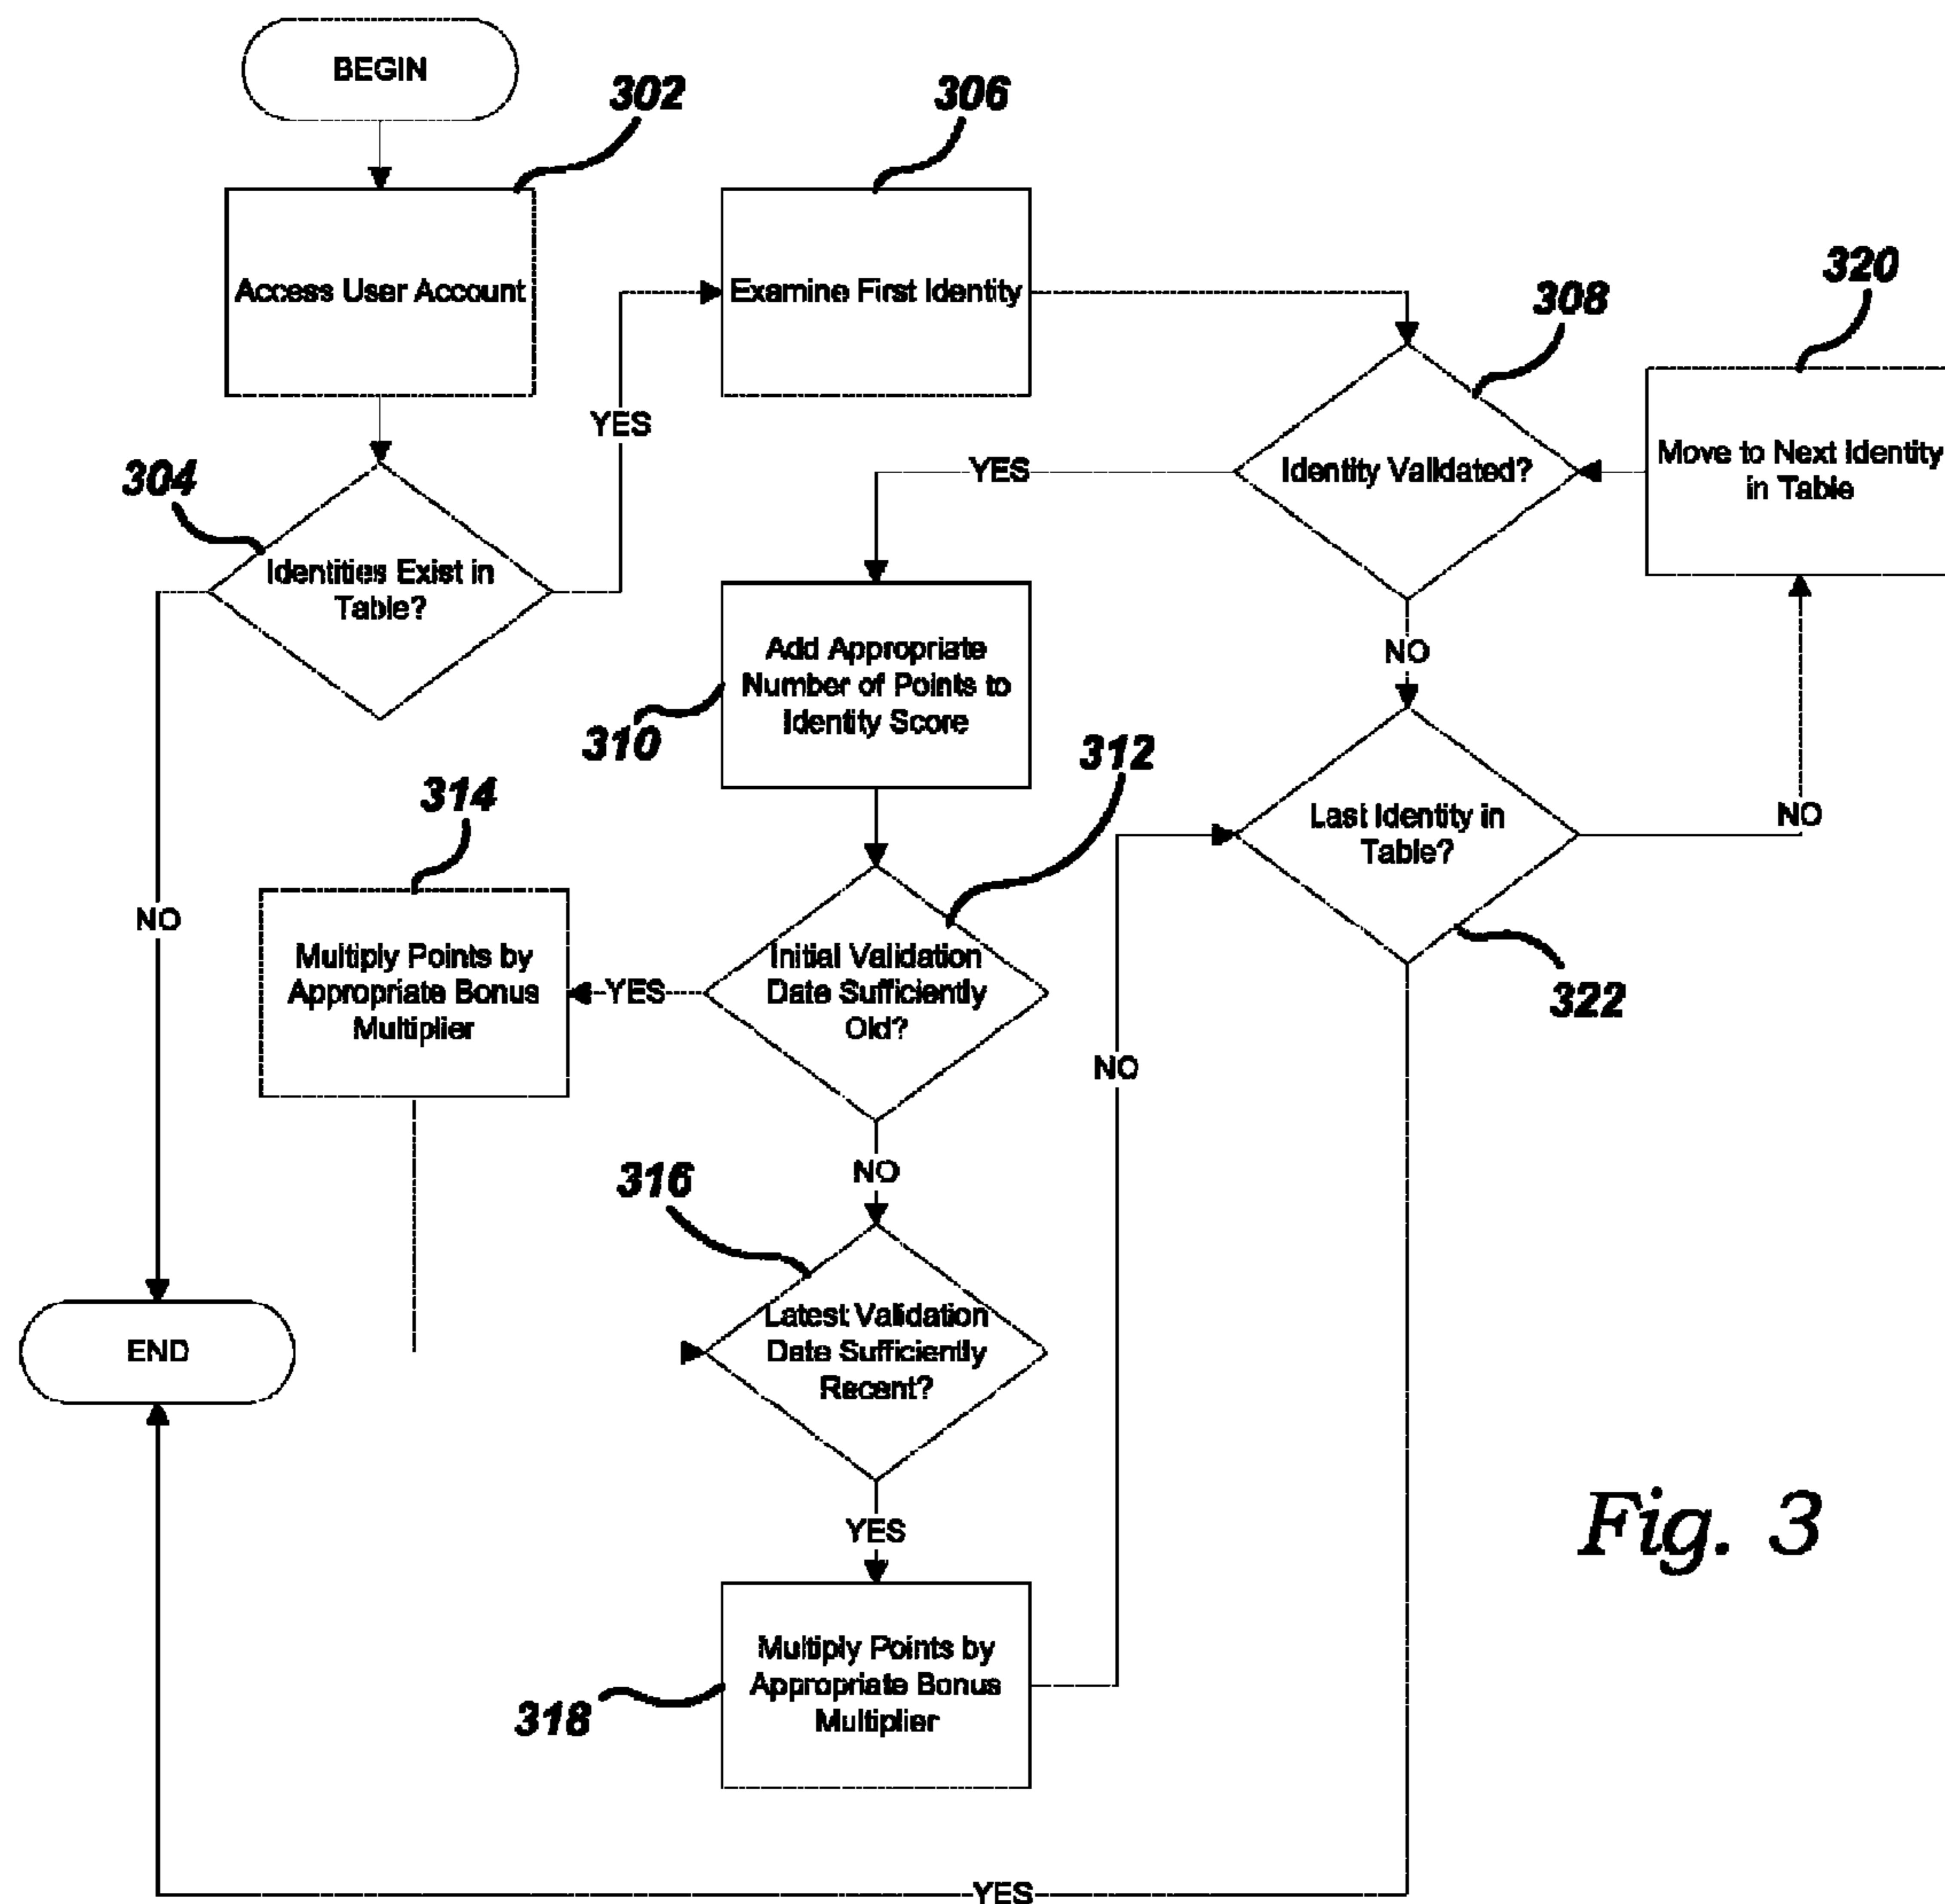 BEGIN
302
306
Access User Account
Examine First Identity
320
308
YES
304
YES
Identity Validated?
Move to Next Identity
in Table
Identities Exist in
Table?
Add Appropriate
Number of Points to
Identity Score
NO
310
312
314
Last Identity in
Table?
NO
NO
Multiply Points by
Appropriate Bonus
Multiplier
YES
Initial Validation
Date Sufficiently
Old?
322
NO
NO
316
END
Latest Validation
Date Sufficiently
Recent?
YES
Fig. 3
Multiply Points by
Appropriate Bonus
Multiplier
318
YES